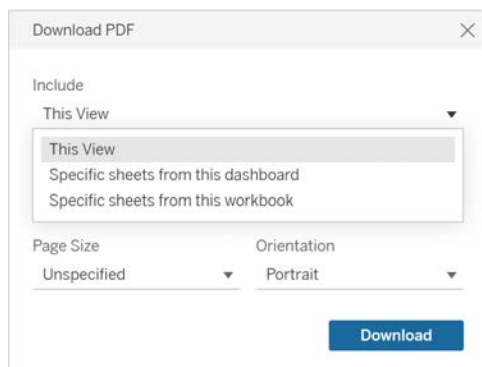 Download PDF
Include
This View
This View
Specific sheets from this dashboard
Specific sheets from this workbook
Page Size
Orientation
Unspecified
Portrait
Download